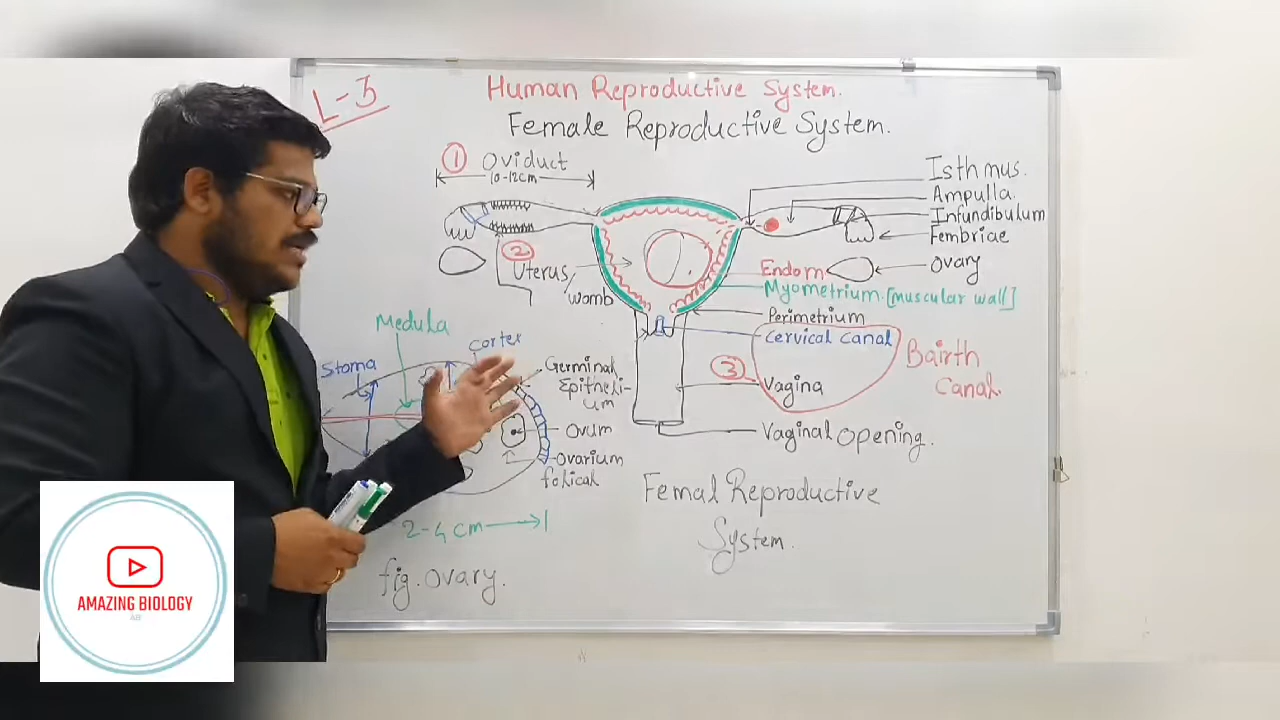 L-3
Human Reproductive System.
Female Reproductive System.
① Oviduct
10-12cm
Isthmus.
Ampulla.
Infundibulum
Fembriae
Ovary
② Uterus/
womb
Endom
Myometrium [muscular wall]
Perimetrium
Cervical canal
③ Vagina
Bairth
Canal.
Vaginal opening.
Femal Reproductive
System.
Medula
Cortex
Stoma
Germinal
Epitheli-
um
Ovum
Ovarium
folical
2-4 cm
fig. Ovary.
AMAZING BIOLOGY